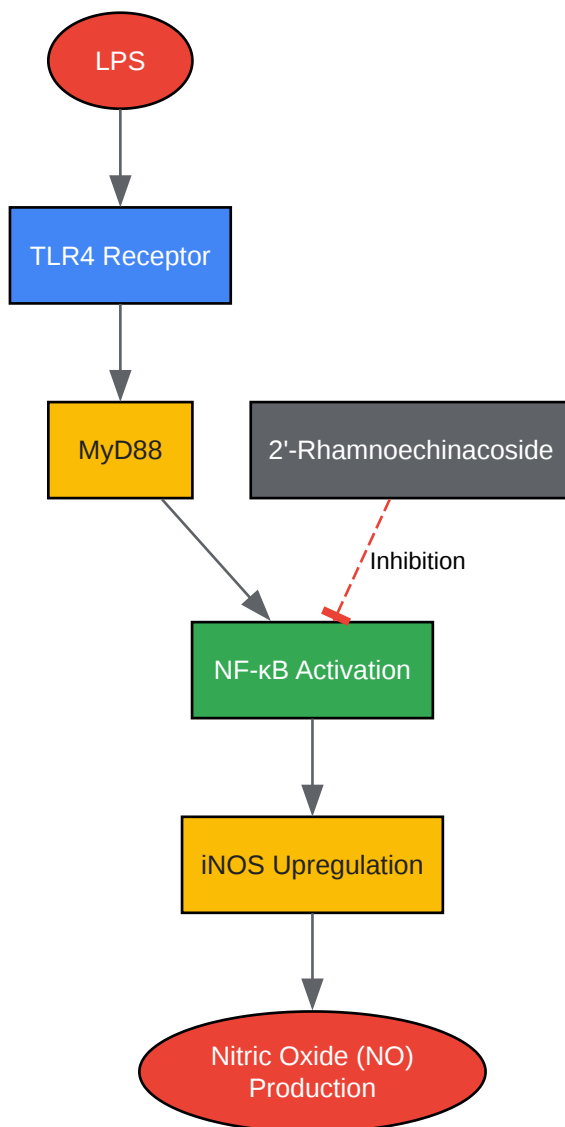 LPS
TLR4 Receptor
MyD88
2'-Rhamnoechinacoside
Inhibition
NF-κB Activation
iNOS Upregulation
Nitric Oxide (NO)
Production